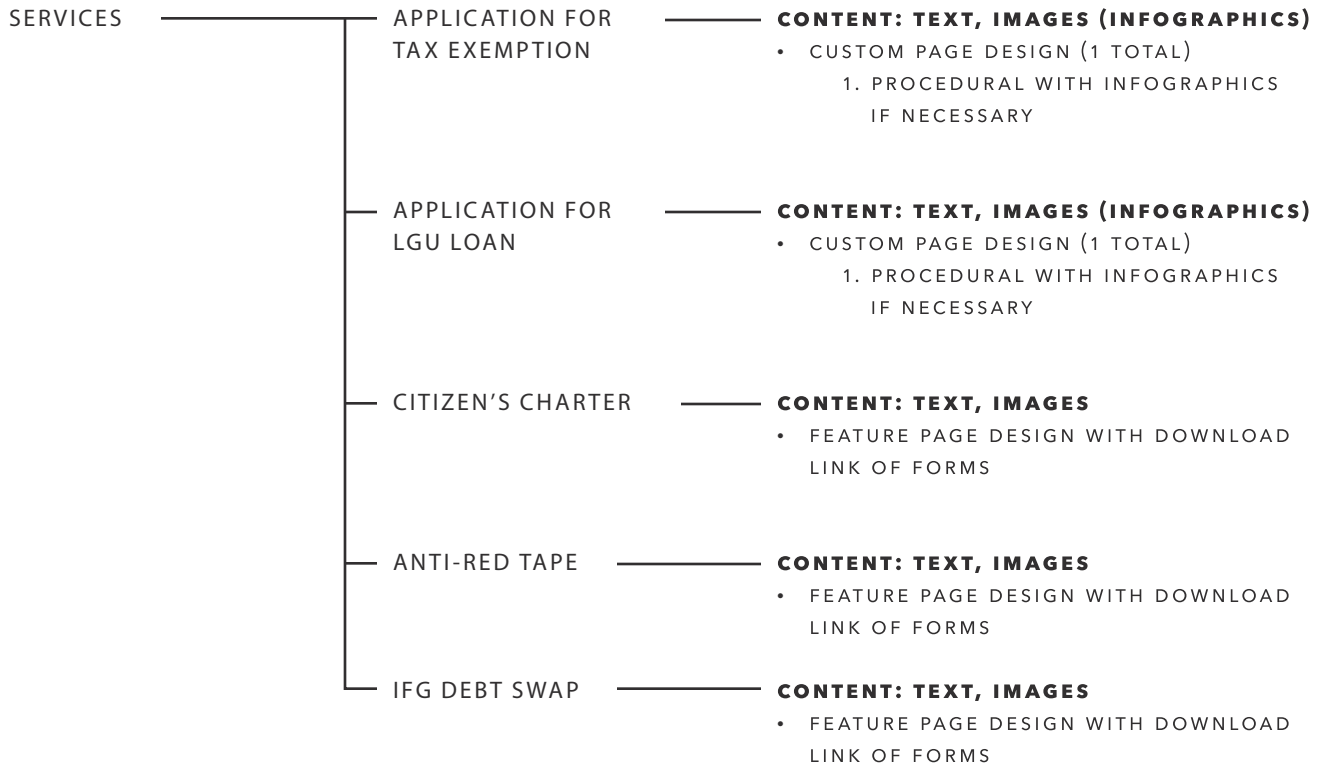 SERVICES
APPLICATION FOR
TAX EXEMPTION
CONTENT: TEXT, IMAGES (INFOGRAPHICS)
• CUSTOM PAGE DESIGN (1 TOTAL)
1. PROCEDURAL WITH INFOGRAPHICS
IF NECESSARY
APPLICATION FOR
LGU LOAN
CONTENT: TEXT, IMAGES (INFOGRAPHICS)
• CUSTOM PAGE DESIGN (1 TOTAL)
1. PROCEDURAL WITH INFOGRAPHICS
IF NECESSARY
CITIZEN’S CHARTER
CONTENT: TEXT, IMAGES
• FEATURE PAGE DESIGN WITH DOWNLOAD
LINK OF FORMS
ANTI-RED TAPE
CONTENT: TEXT, IMAGES
• FEATURE PAGE DESIGN WITH DOWNLOAD
LINK OF FORMS
IFG DEBT SWAP
CONTENT: TEXT, IMAGES
• FEATURE PAGE DESIGN WITH DOWNLOAD
LINK OF FORMS